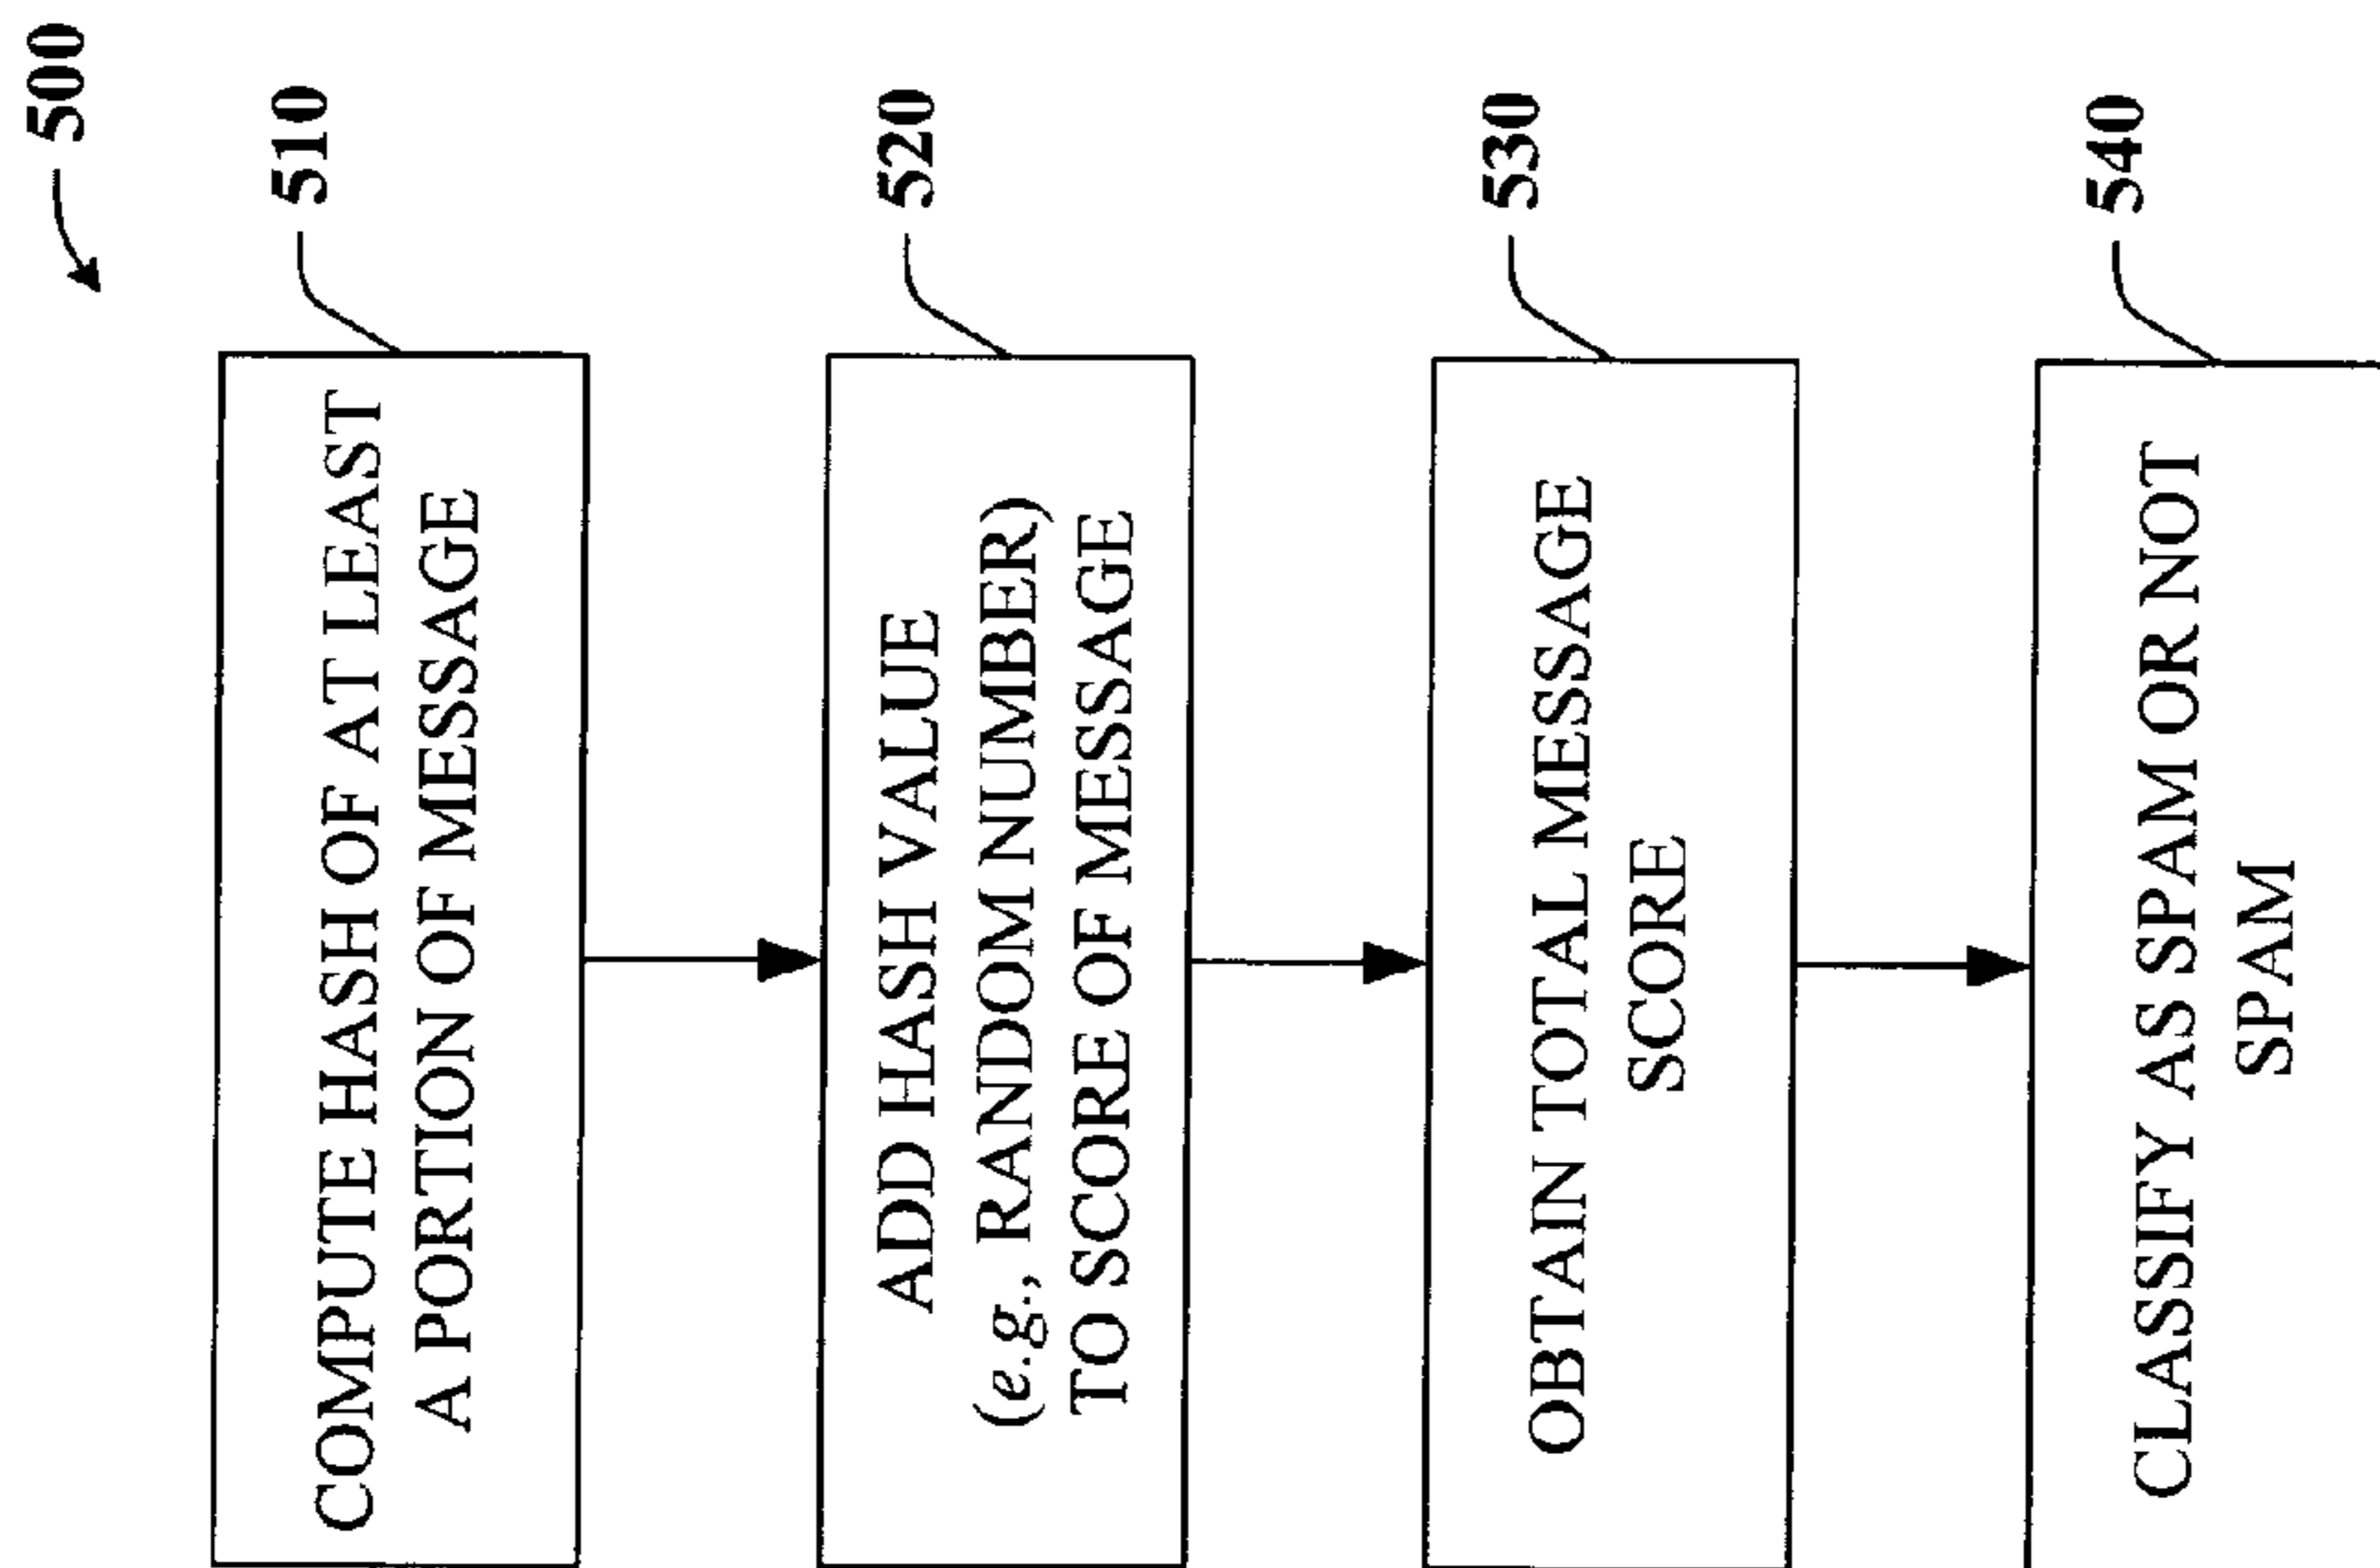 500
510
COMPUTE HASH OF AT LEAST
A PORTION OF MESSAGE
520
ADD HASH VALUE
(e.g., RANDOM NUMBER)
TO SCORE OF MESSAGE
530
OBTAIN TOTAL MESSAGE
SCORE
540
CLASSIFY AS SPAM OR NOT
SPAM